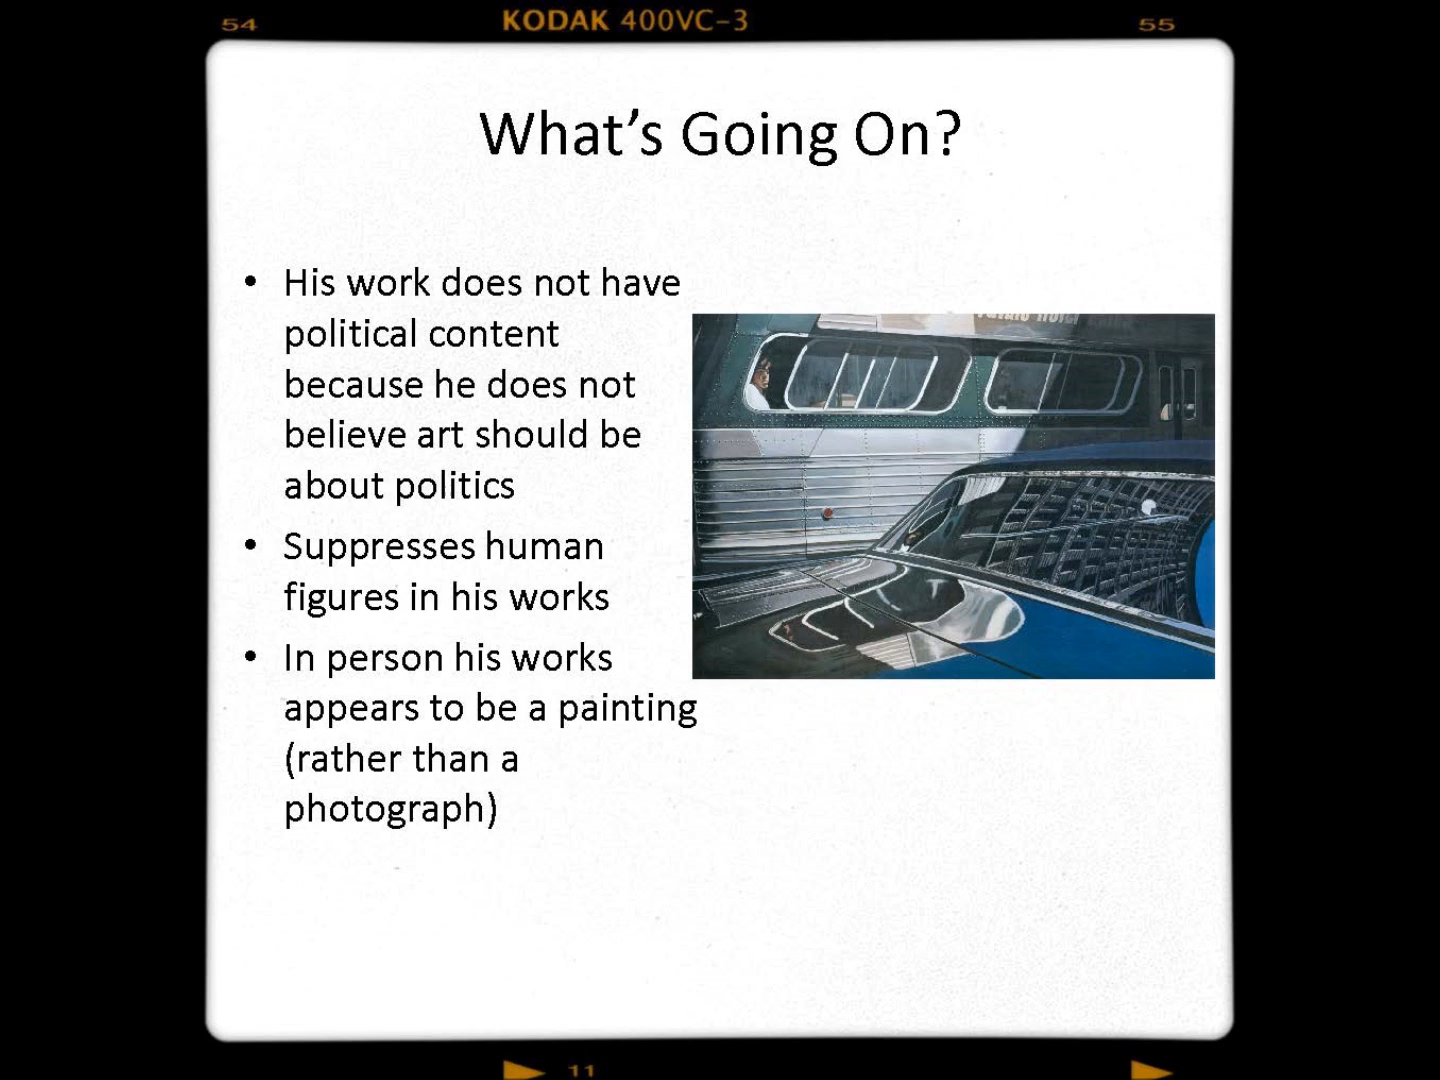 54 KODAK 400VC-3 55
What's Going On?
• His work does not have
political content
because he does not
believe art should be
about politics
• Suppresses human
figures in his works
• In person his works
appears to be a painting
(rather than a
photograph)
11